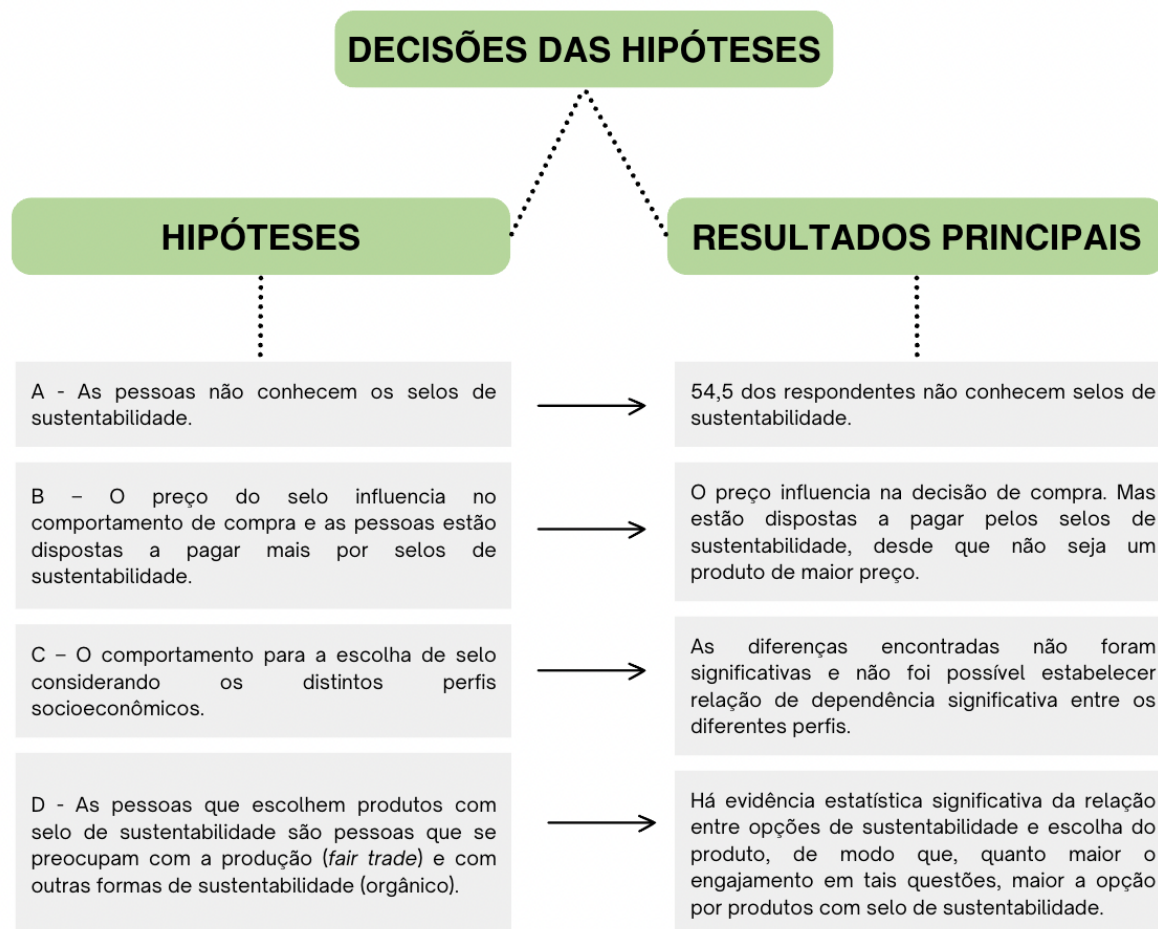 DECISÕES DAS HIPÓTESES
HIPÓTESES
RESULTADOS PRINCIPAIS
A - As pessoas não conhecem os selos de
sustentabilidade.
54,5 dos respondentes não conhecem selos de
sustentabilidade.
B – O preço do selo influencia no
comportamento de compra e as pessoas estão
dispostas a pagar mais por selos de
sustentabilidade.
O preço influencia na decisão de compra. Mas
estão dispostas a pagar pelos selos de
sustentabilidade, desde que não seja um
produto de maior preço.
C – O comportamento para a escolha de selo
considerando os distintos perfis
socioeconômicos.
As diferenças encontradas não foram
significativas e não foi possível estabelecer
relação de dependência significativa entre os
diferentes perfis.
D - As pessoas que escolhem produtos com
selo de sustentabilidade são pessoas que se
preocupam com a produção (fair trade) e com
outras formas de sustentabilidade (orgânico).
Há evidência estatística significativa da relação
entre opções de sustentabilidade e escolha do
produto, de modo que, quanto maior o
engajamento em tais questões, maior a opção
por produtos com selo de sustentabilidade.